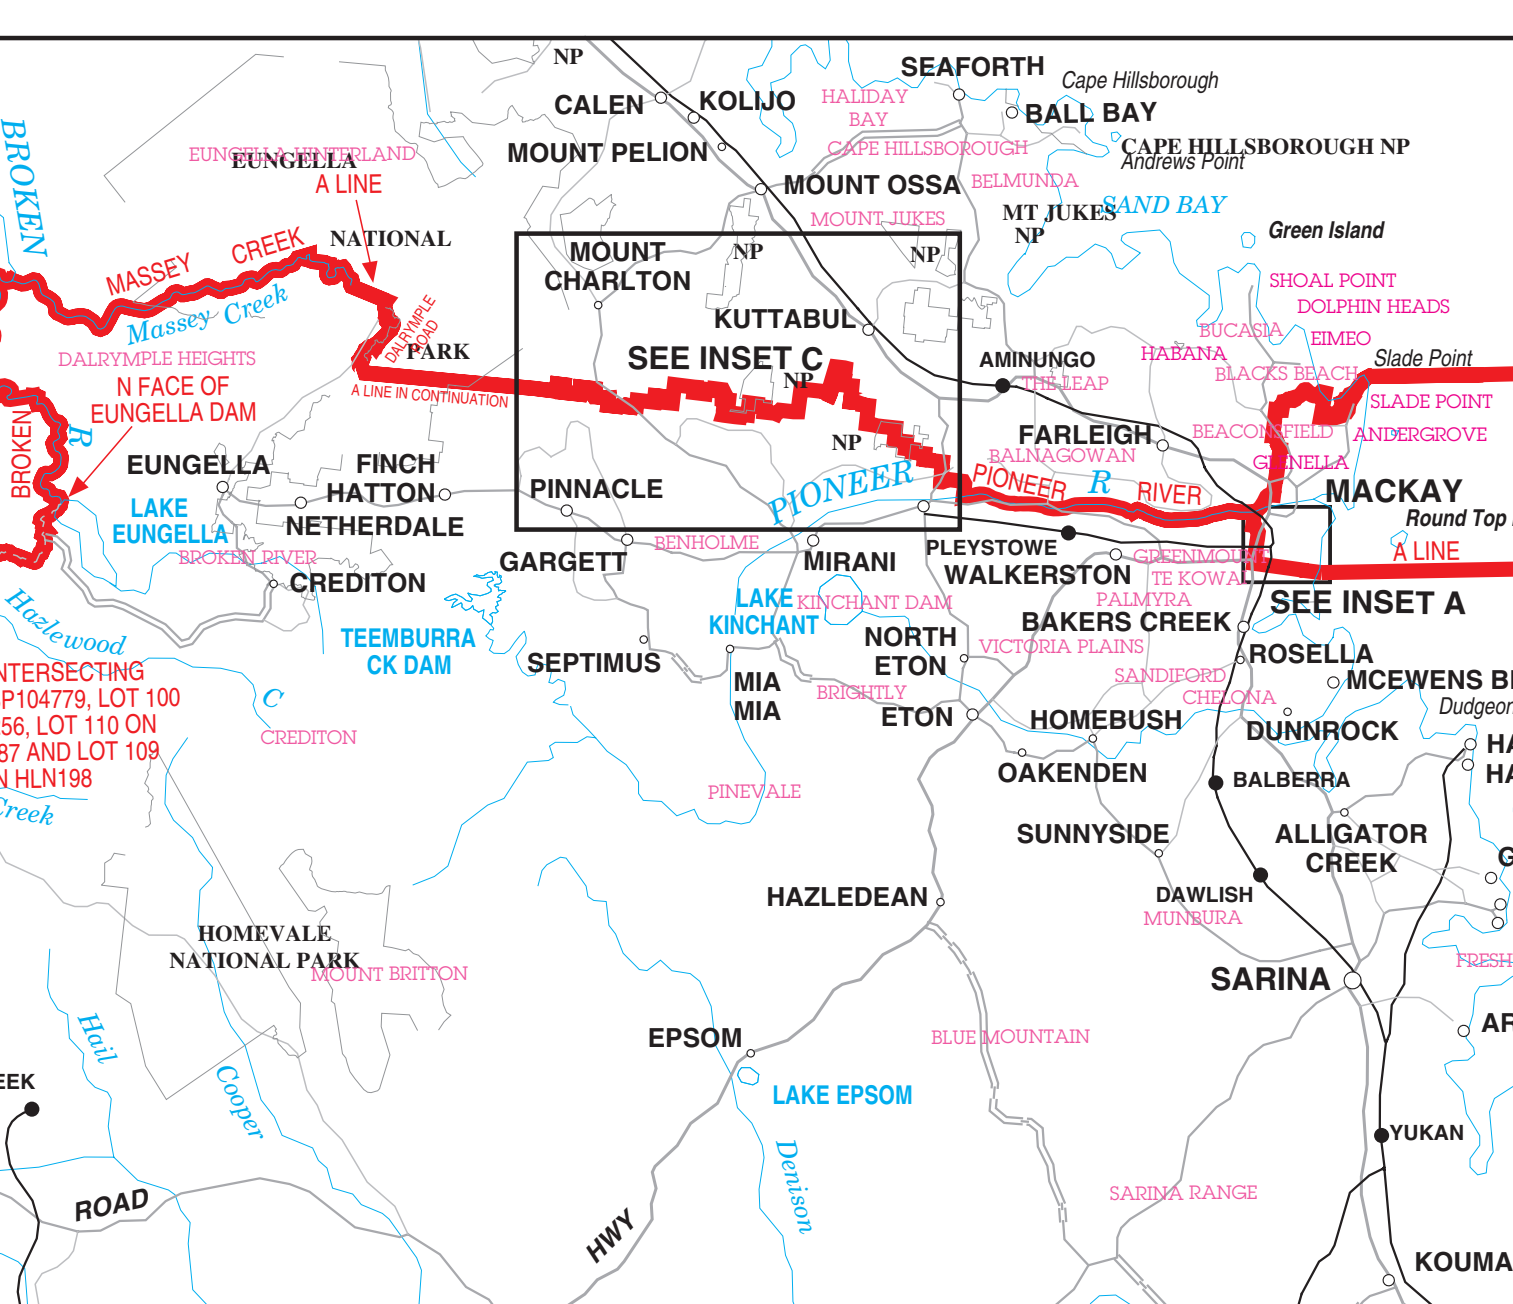 NP
SEAFORTH
Cape Hillsborough
CALEN
KOLIJO
HALIDAY
BAY
BALL BAY
BROKEN
EUNGELLA HINTERLAND
EUNGELLA
MOUNT PELION
CAPE HILLSBOROUGH
CAPE HILLSBOROUGH NP
Andrews Point
A LINE
MOUNT OSSA
BELMUNDA
MT JUKES
NP
SAND BAY
MOUNT JUKES
Green Island
NATIONAL
MASSEY CREEK
MOUNT
CHARLTON
NP
NP
SHOAL POINT
DOLPHIN HEADS
Massey Creek
DALRYMPLE
ROAD
KUTTABUL
BUCASIA
EIMEO
PARK
DALRYMPLE HEIGHTS
SEE INSET C
AMINUNGO
HABANA
Slade Point
N FACE OF
EUNGELLA DAM
A LINE IN CONTINUATION
NP
THE LEAP
BLACKS BEACH
SLADE POINT
BROKEN
R
NP
FARLEIGH
BEACONSFIELD
ANDERGROVE
EUNGELLA
FINCH
HATTON
BALNAGOWAN
GLENELLA
PINNACLE
PIONEER
PIONEER
R
RIVER
MACKAY
LAKE
EUNGELLA
NETHERDALE
Round Top
BROKEN RIVER
GARGETT
BENHOLME
MIRANI
PLEYSTOWE
GREENMOUNT
A LINE
CREDITON
WALKERSTON
TE KOWA
Hazlewood
LAKE
KINCHANT
KINCHANT DAM
PALMYRA
SEE INSET A
TEEMBURRA
CK DAM
BAKERS CREEK
NORTH
ETON
VICTORIA PLAINS
SEPTIMUS
ROSELLA
NTERSECTING
P104779, LOT 100
56, LOT 110 ON
87 AND LOT 109
N HLN198
C
MIA
MIA
BRIGHTLY
SANDIFORD
CHELONA
MCEWENS B
ETON
HOMEBUSH
DUNNROCK
Dudgeon
CREDITON
HA
HA
OAKENDEN
BALBERRA
Creek
PINEVALE
SUNNYSIDE
ALLIGATOR
CREEK
G
HAZLEDEAN
DAWLISH
MUNBURA
HOMEVALE
NATIONAL PARK
MOUNT BRITTON
FRESH
SARINA
Hail
EPSOM
BLUE MOUNTAIN
AR
EEK
Cooper
LAKE EPSOM
YUKAN
Denison
ROAD
SARINA RANGE
HWY
KOUMA